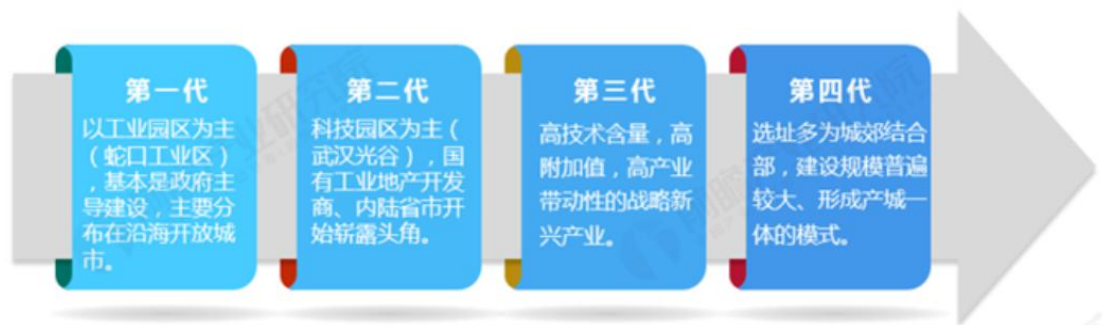 第一代
以工业园区为主
（蛇口工业区）
，基本是政府主
导建设，主要分
布在沿海开放城
市。
第二代
科技园区为主（
武汉光谷），国
有工业地产开发
商、内陆省市开
始崭露头角。
第三代
高技术含量，高
附加值，高产业
带动性的战略新
兴产业。
第四代
选址多为城郊结合
部，建设规模普遍
较大、形成产城一
体的模式。